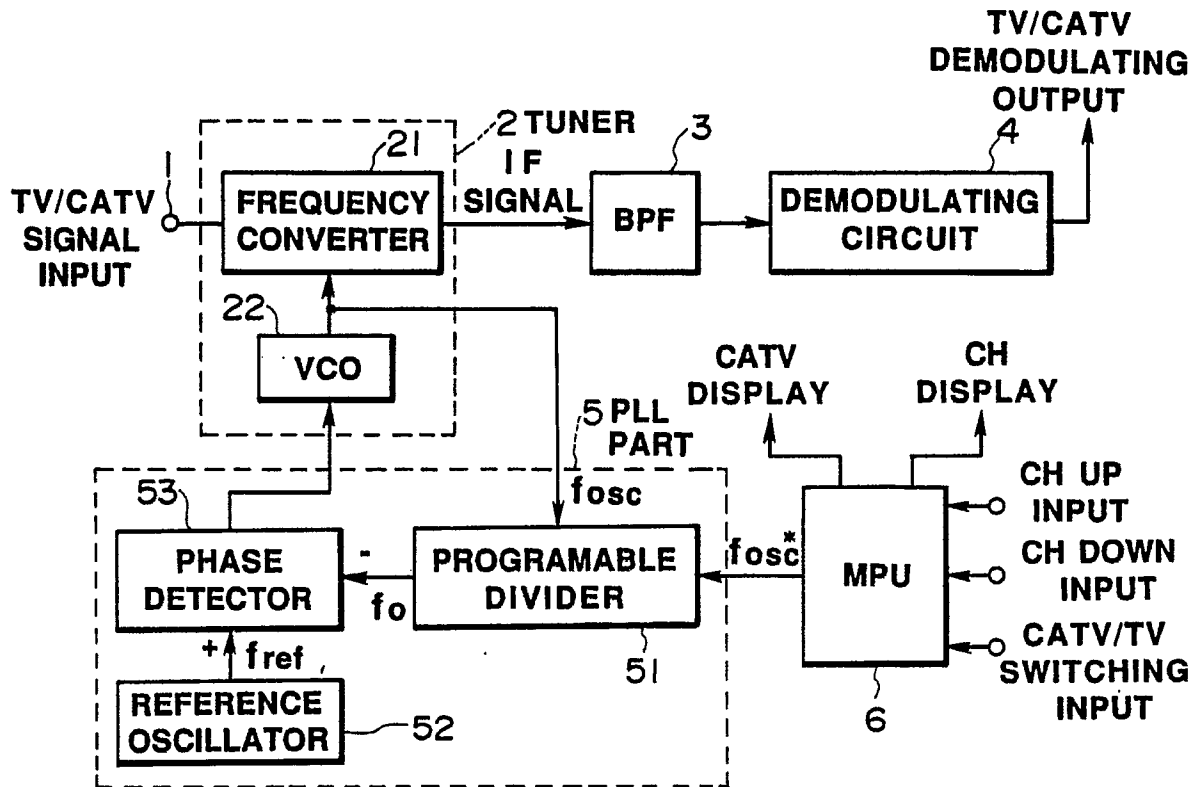 TV/CATV
DEMODULATING
OUTPUT
2 TUNER
21
IF
SIGNAL
3
4
1
TV/CATV
SIGNAL
INPUT
FREQUENCY
CONVERTER
BPF
DEMODULATING
CIRCUIT
22
VCO
CATV
DISPLAY
CH
DISPLAY
5 PLL
PART
53
fosc
CH UP
INPUT
PHASE
DETECTOR
-
fo
PROGRAMABLE
DIVIDER
fosc*
MPU
CH DOWN
INPUT
+
fref
51
CATV/TV
SWITCHING
INPUT
6
REFERENCE
OSCILLATOR
52